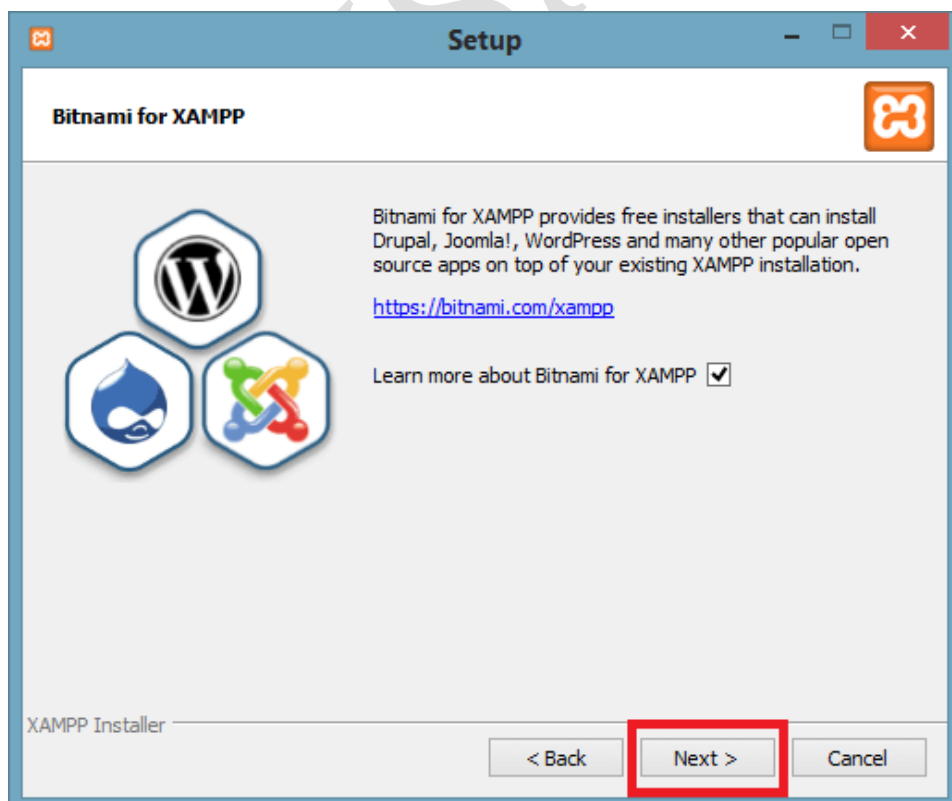 Setup
Bitnami for XAMPP
Bitnami for XAMPP provides free installers that can install
Drupal, Joomla!, WordPress and many other popular open
source apps on top of your existing XAMPP installation.
https://bitnami.com/xampp
Learn more about Bitnami for XAMPP
XAMPP Installer
< Back
Next >
Cancel